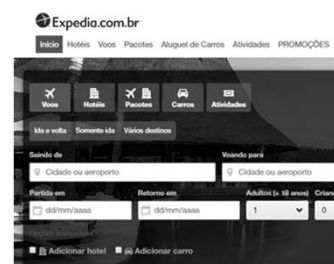 Expedia.com.br
Início Hotéis Voos Pacotes Aluguel de Carros Atividades PROMOÇÕES
Voos Hotéis Pacotes Carros Atividades
Ida e volta Somente ida Vários destinos
Saindo de Voando para
Cidade ou aeroporto Cidade ou aeroporto
Partida em Retorno em Adultos (+ 18 anos) Crian
dd/mm/aaaa dd/mm/aaaa 1 0
Adicionar hotel Adicionar carro